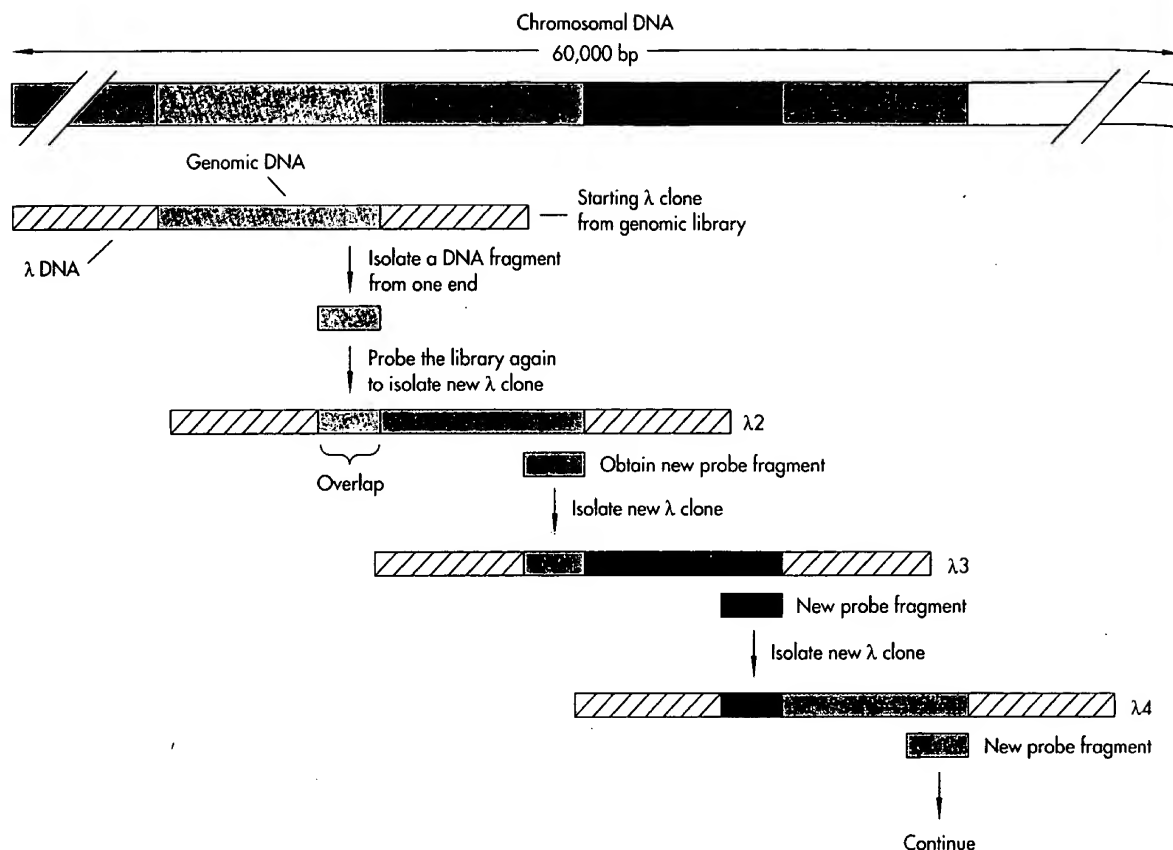 Chromosomal DNA
60,000 bp
Genomic DNA
Starting λ clone
from genomic library
λ DNA
Isolate a DNA fragment
from one end
Probe the library again
to isolate new λ clone
λ2
Overlap
Obtain new probe fragment
Isolate new λ clone
λ3
New probe fragment
Isolate new λ clone
λ4
New probe fragment
Continue